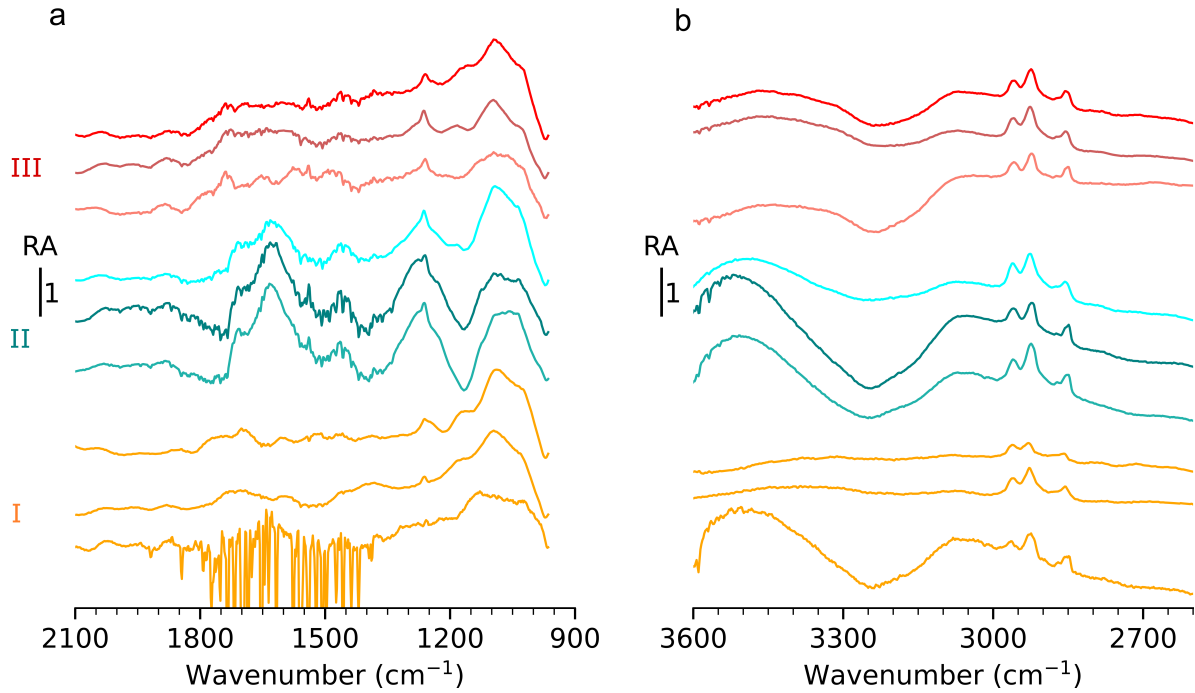 a
III
RA
1
II
I
2100 1800 1500 1200 900
Wavenumber (cm⁻¹)
b
RA
1
3600 3300 3000 2700
Wavenumber (cm⁻¹)